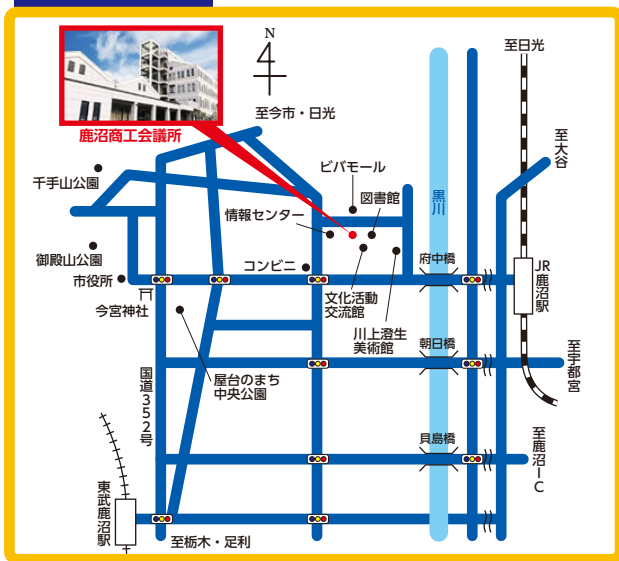 N
至日光
至今市・日光
鹿沼商工会議所
至大谷
ビバモール
千手山公園
図書館
黒川
情報センター
御殿山公園
コンビニ
府中橋
JR鹿沼駅
市役所
文化活動
交流館
今宮神社
川上澄生
美術館
朝日橋
至宇都宮
国道352号
屋台のまち
中央公園
貝島橋
至鹿沼IC
東武鹿沼駅
至栃木・足利